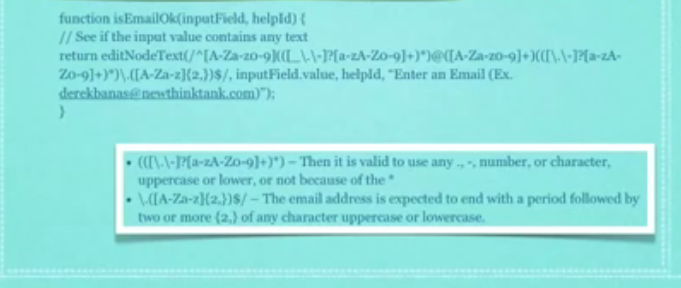 function isEmailOk(inputField, helpId) {
// See if the input value contains any text
return editNodeText(/^[A-Za-z0-9](([_\.\-]?[a-zA-Z0-9]+)*)@([A-Za-z0-9]+)(([\.\-]?[a-zA-
Z0-9]+)*)\.([A-Za-z]{2,})$/, inputField.value, helpId, "Enter an Email (Ex.
derekbanas@newthinktank.com)");
}
• (([\.\-]?[a-zA-Z0-9]+)*) – Then it is valid to use any ., -, number, or character,
uppercase or lower, or not because of the *
• \.([A-Za-z]{2,})$/ – The email address is expected to end with a period followed by
two or more {2,} of any character uppercase or lowercase.